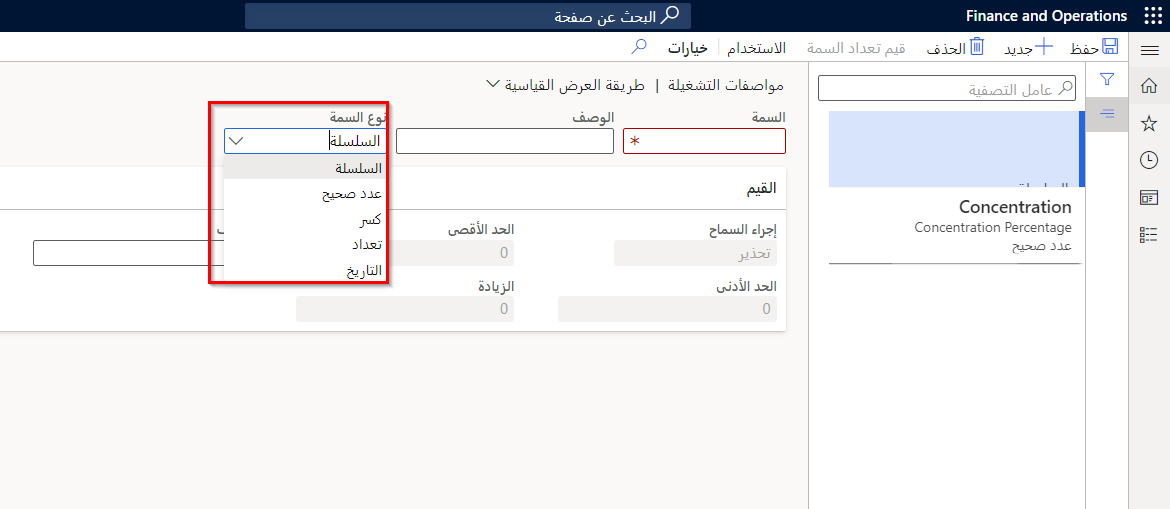 Finance and Operations
البحث عن صفحة
حفظ
جديد
الحذف
قيم تعداد السمة
الاستخدام
خيارات
عامل التصفية
Concentration
Concentration Percentage
عدد صحيح
مواصفات التشغيلة | طريقة العرض القياسية
السمة
الوصف
نوع السمة
*
السلسلة
السلسلة
عدد صحيح
كسر
تعداد
التاريخ
القيم
إجراء السماح
تحذير
الحد الأقصى
0
الحد الأدنى
0
الزيادة
0